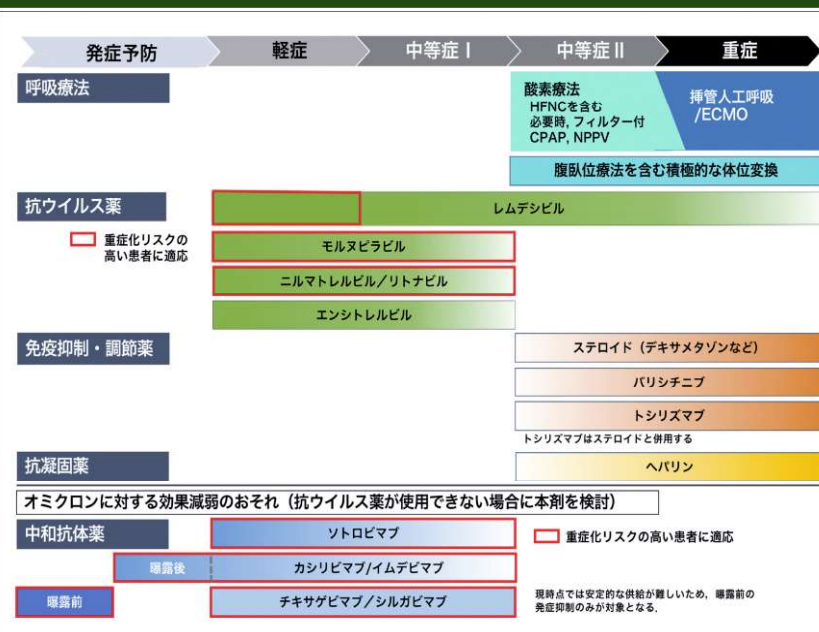 発症予防
軽症
中等症Ⅰ
中等症Ⅱ
重症
呼吸療法
酸素療法
HFNCを含む
必要時, フィルター付
CPAP, NPPV
挿管人工呼吸
/ECMO
腹臥位療法を含む積極的な体位変換
抗ウイルス薬
レムデシビル
重症化リスクの
高い患者に適応
モルヌピラビル
ニルマトレルビル／リトナビル
エンシトレルビル
免疫抑制・調節薬
ステロイド（デキサメタゾンなど）
バリシチニブ
トシリズマブ
トシリズマブはステロイドと併用する
抗凝固薬
ヘパリン
オミクロンに対する効果減弱のおそれ（抗ウイルス薬が使用できない場合に本剤を検討）
中和抗体薬
ソトロビマブ
重症化リスクの高い患者に適応
曝露後
カシリビマブ/イムデビマブ
曝露前
チキサゲビマブ／シルガビマブ
現時点では安定的な供給が難しいため，曝露前の
発症抑制のみが対象となる．